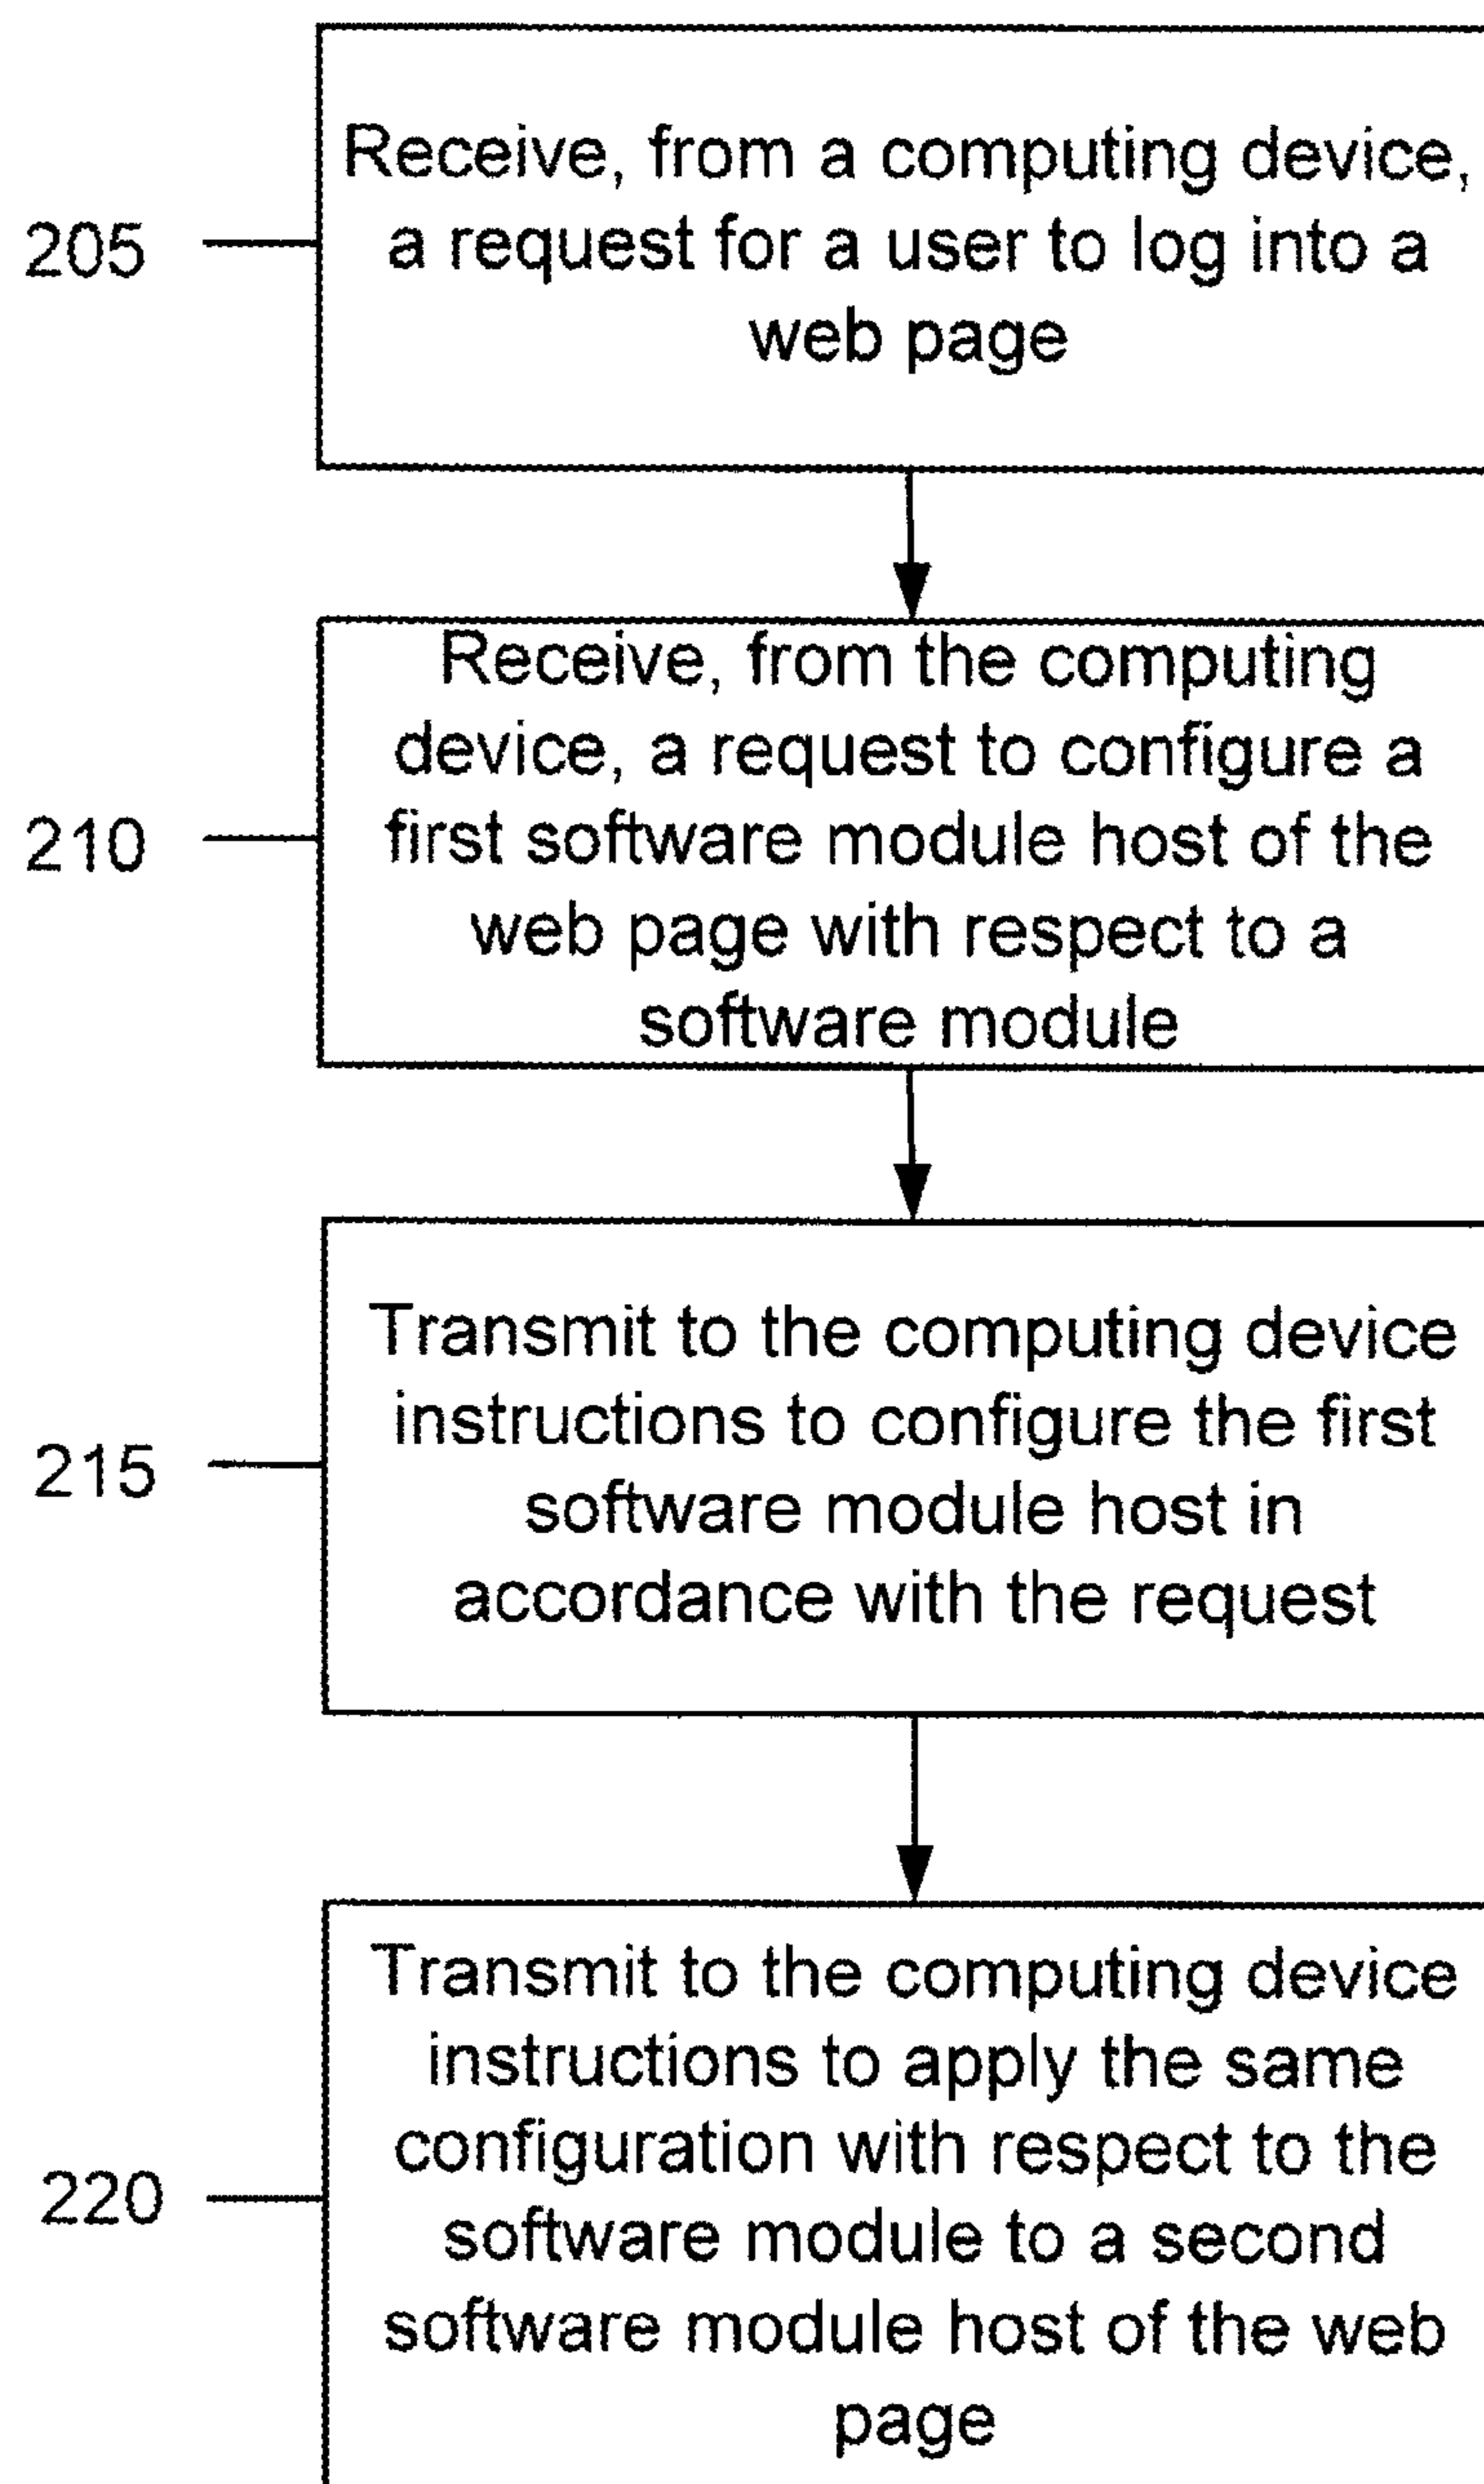 205
Receive, from a computing device,
a request for a user to log into a
web page
210
Receive, from the computing
device, a request to configure a
first software module host of the
web page with respect to a
software module
215
Transmit to the computing device
instructions to configure the first
software module host in
accordance with the request
220
Transmit to the computing device
instructions to apply the same
configuration with respect to the
software module to a second
software module host of the web
page